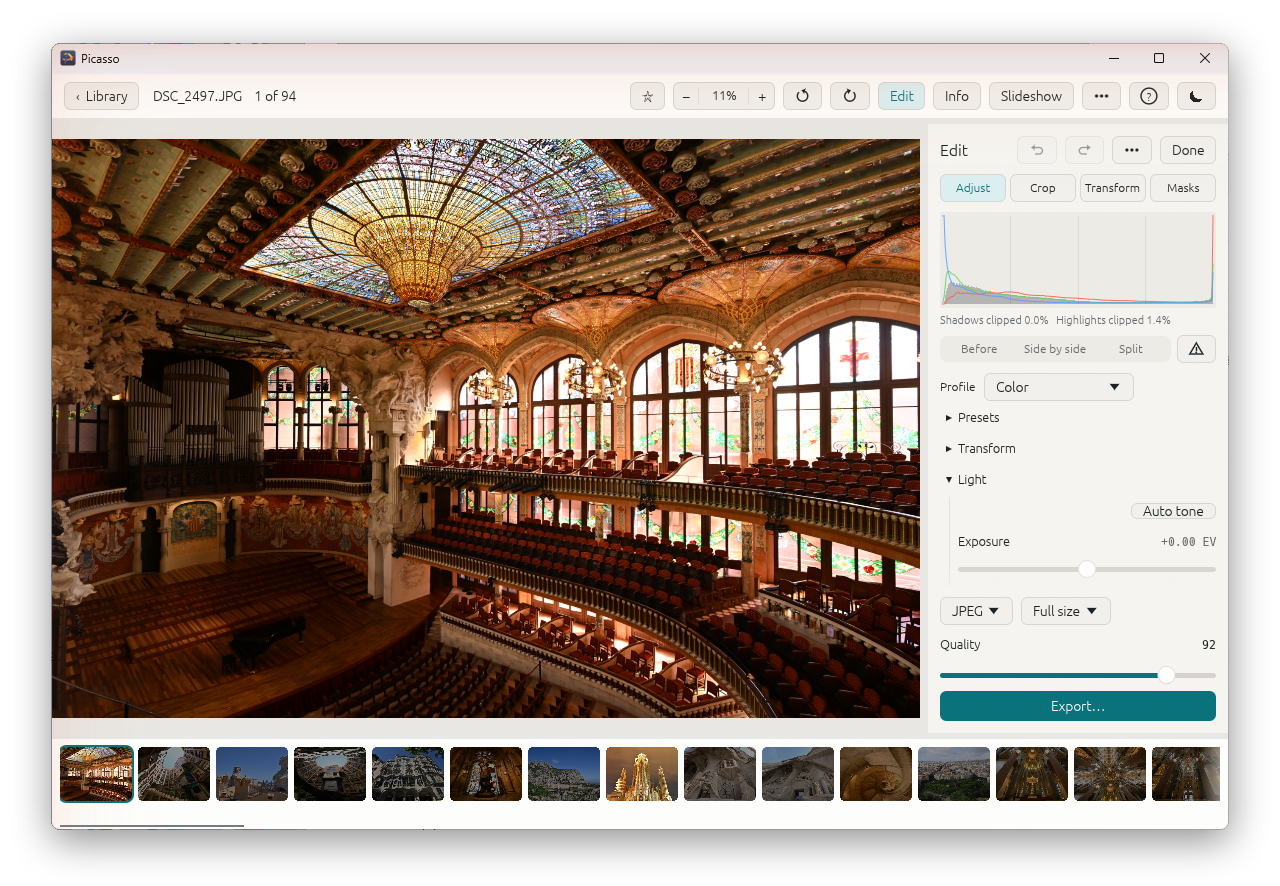 Picasso
‹ Library DSC_2497.JPG 1 of 94
☆ − 11% + Edit Info Slideshow ••• ?
Edit ••• Done
Adjust Crop Transform Masks
Shadows clipped 0.0% Highlights clipped 1.4%
Before Side by side Split
Profile Color ▼
▸ Presets
▸ Transform
▾ Light
Auto tone
Exposure +0.00 EV
JPEG ▼ Full size ▼
Quality 92
Export…